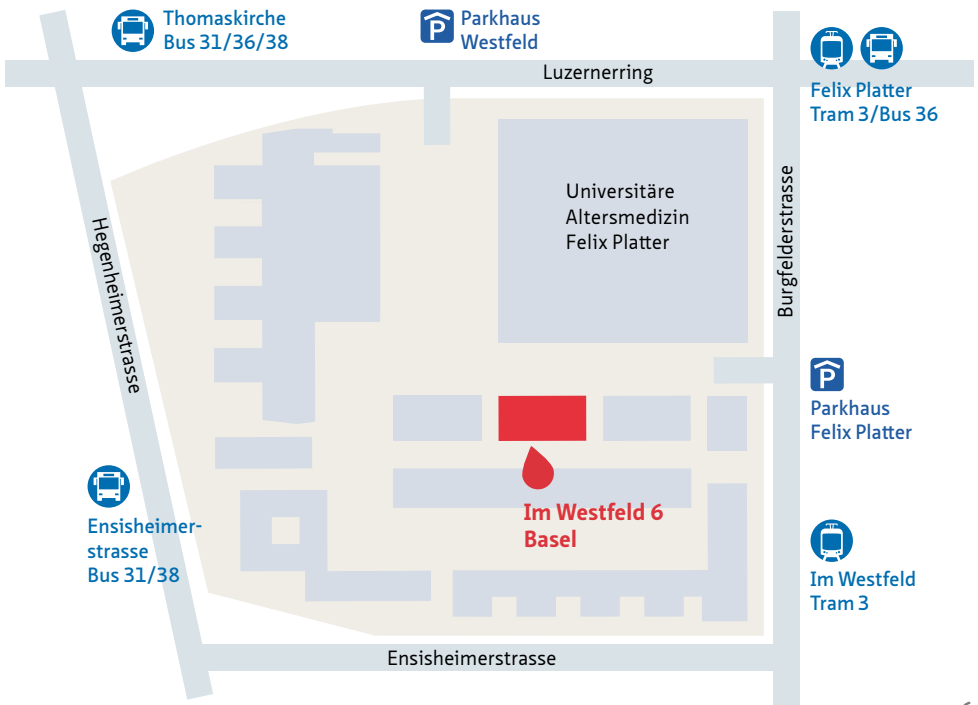 Thomaskirche
Bus 31/36/38
P
Parkhaus
Westfeld
Luzernerring
Felix Platter
Tram 3/Bus 36
Universitäre
Altersmedizin
Felix Platter
Burgfelderstrasse
Hegenheimerstrasse
P
Parkhaus
Felix Platter
Im Westfeld 6
Basel
Ensisheimer-
strasse
Bus 31/38
Im Westfeld
Tram 3
Ensisheimerstrasse